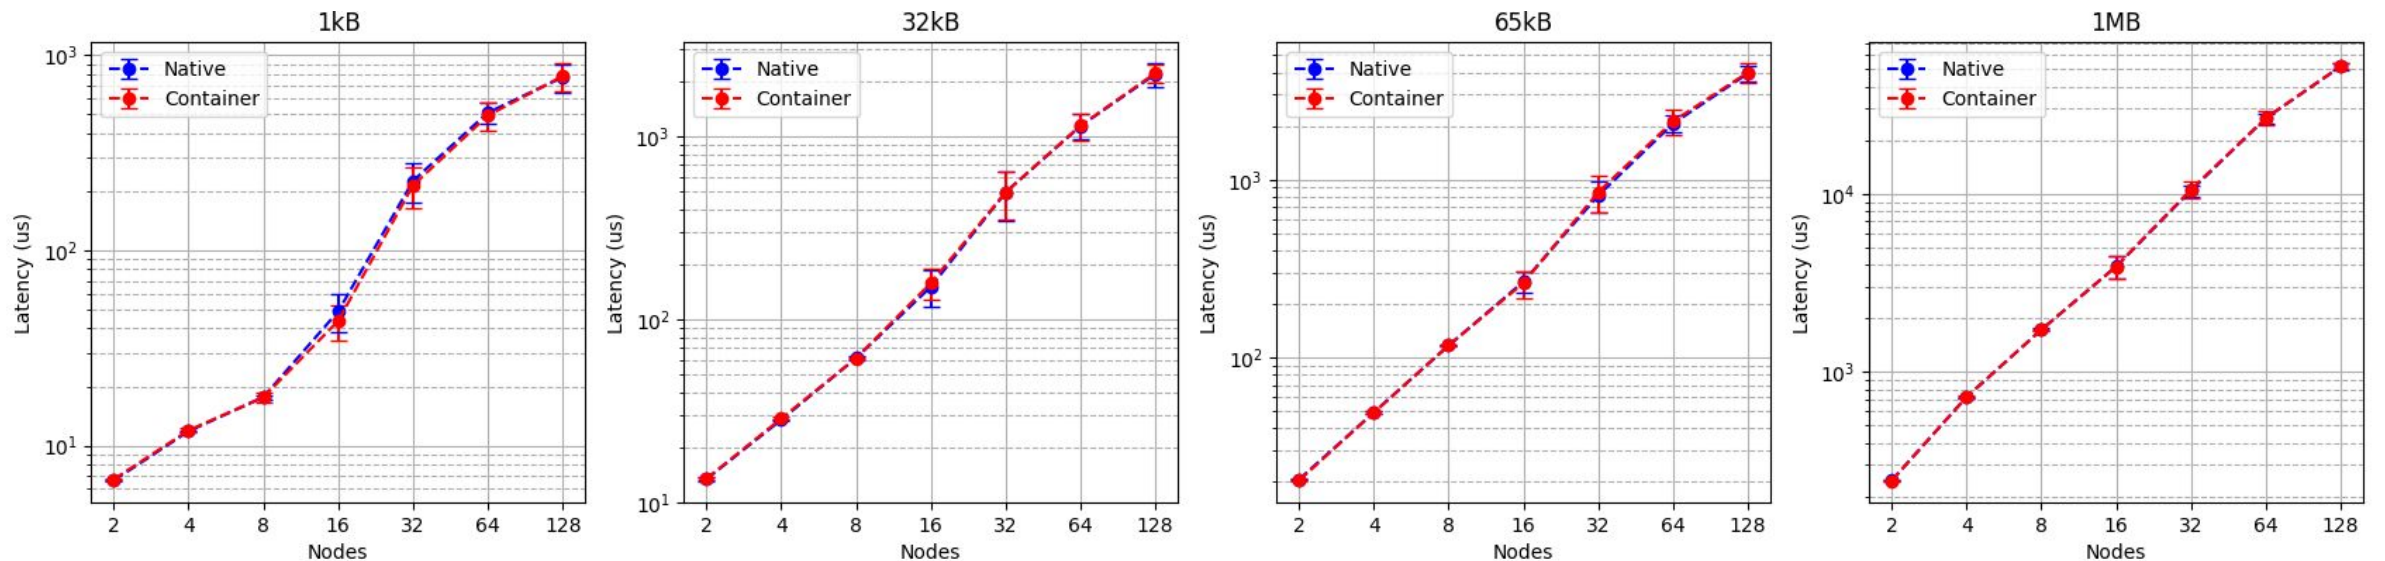 1kB
10³
10²
10¹
Latency (us)
Native
Container
2 4 8 16 32 64 128
Nodes
32kB
10³
10²
10¹
Latency (us)
Native
Container
2 4 8 16 32 64 128
Nodes
65kB
10³
10²
Latency (us)
Native
Container
2 4 8 16 32 64 128
Nodes
1MB
10⁴
10³
Latency (us)
Native
Container
2 4 8 16 32 64 128
Nodes